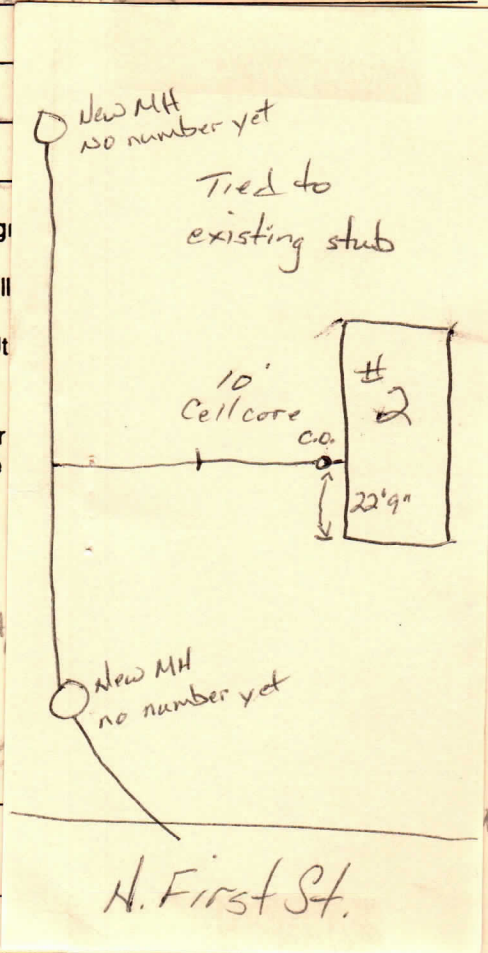 New MH
No number yet
Tied to
existing stub
10'
Cellcore
C.O.
#
2
22'9"
New MH
no number yet
N. First St.